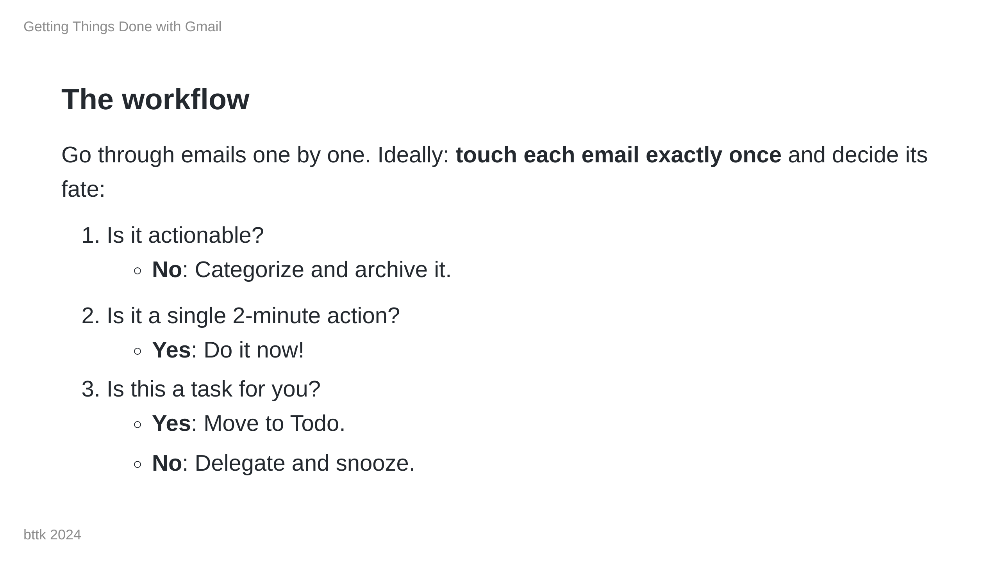 Getting Things Done with Gmail
The workflow
Go through emails one by one. Ideally: touch each email exactly once and decide its
fate:
1. Is it actionable?
◦ No: Categorize and archive it.
2. Is it a single 2-minute action?
◦ Yes: Do it now!
3. Is this a task for you?
◦ Yes: Move to Todo.
◦ No: Delegate and snooze.
bttk 2024